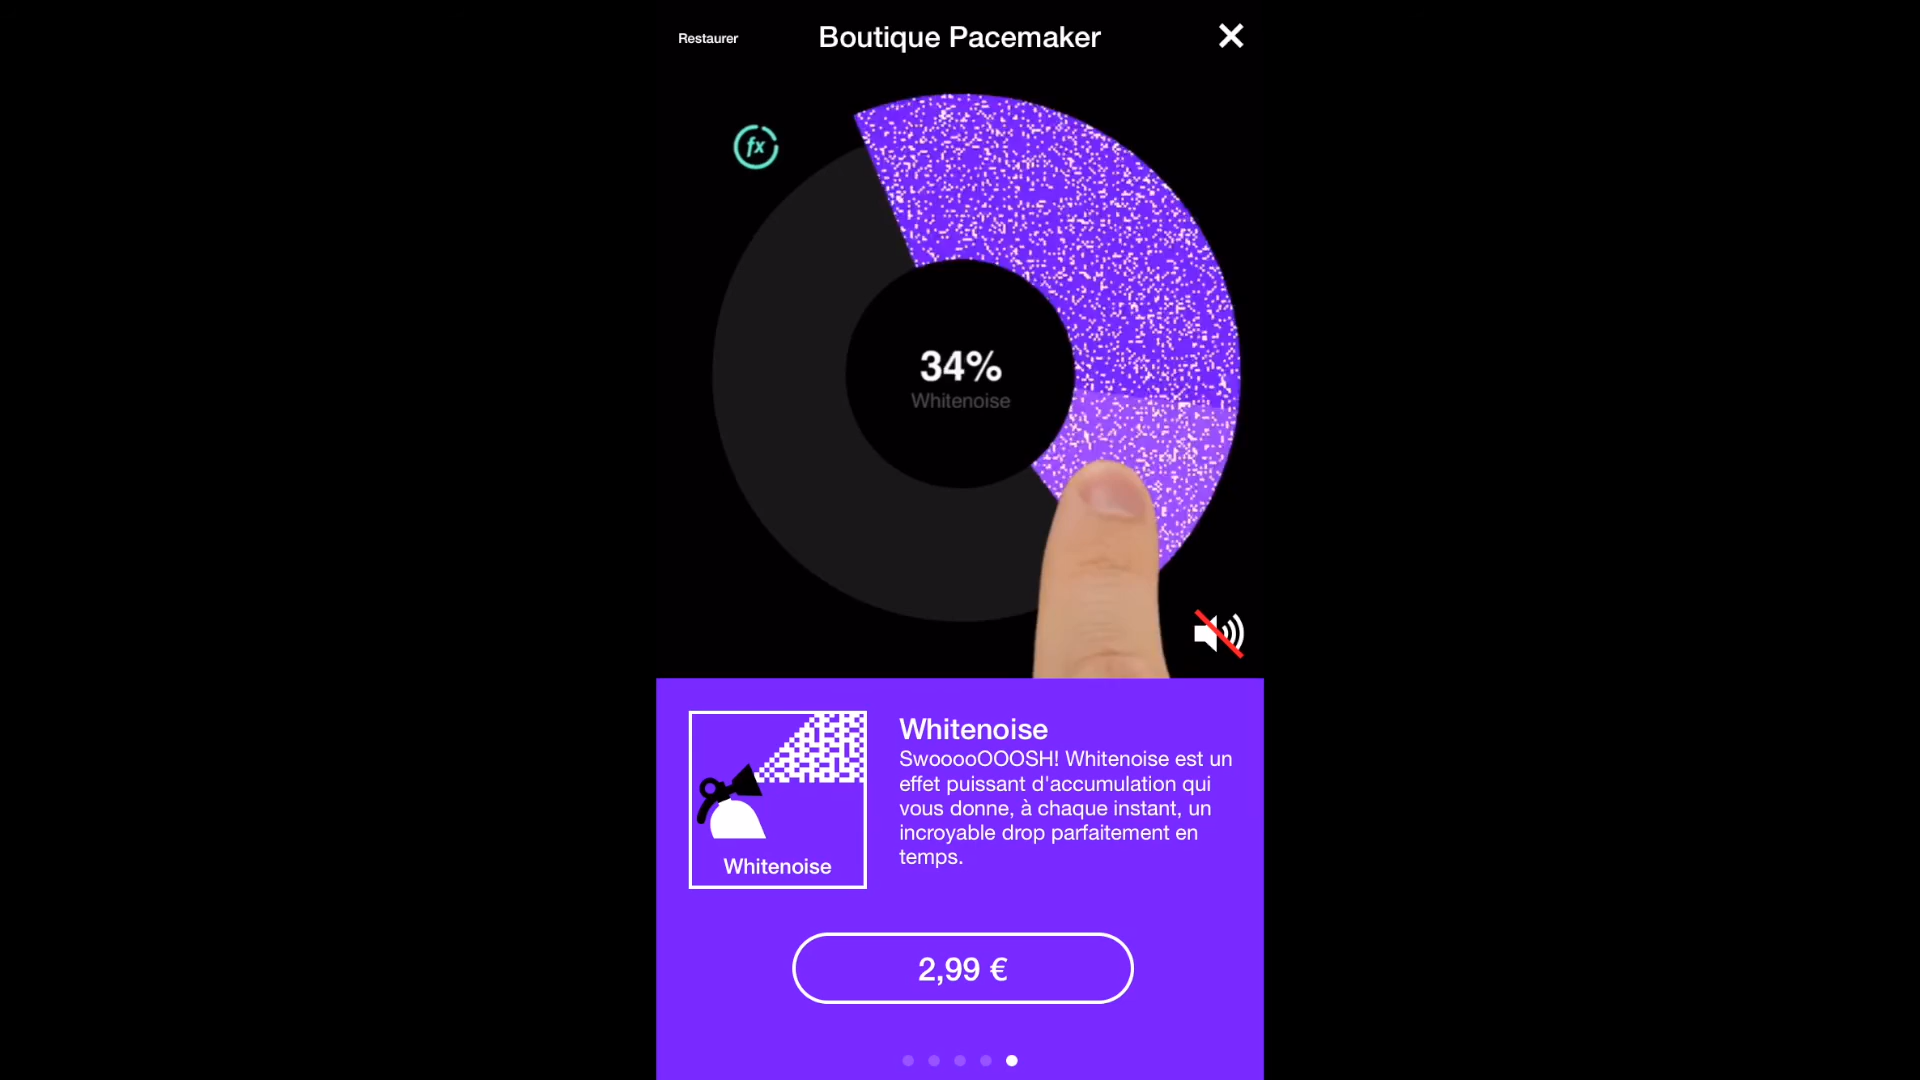 Restaurer
Boutique Pacemaker
fx
34%
Whitenoise
Whitenoise
SwooooOOOSH! Whitenoise est un
effet puissant d'accumulation qui
vous donne, à chaque instant, un
incroyable drop parfaitement en
temps.
Whitenoise
2,99 €